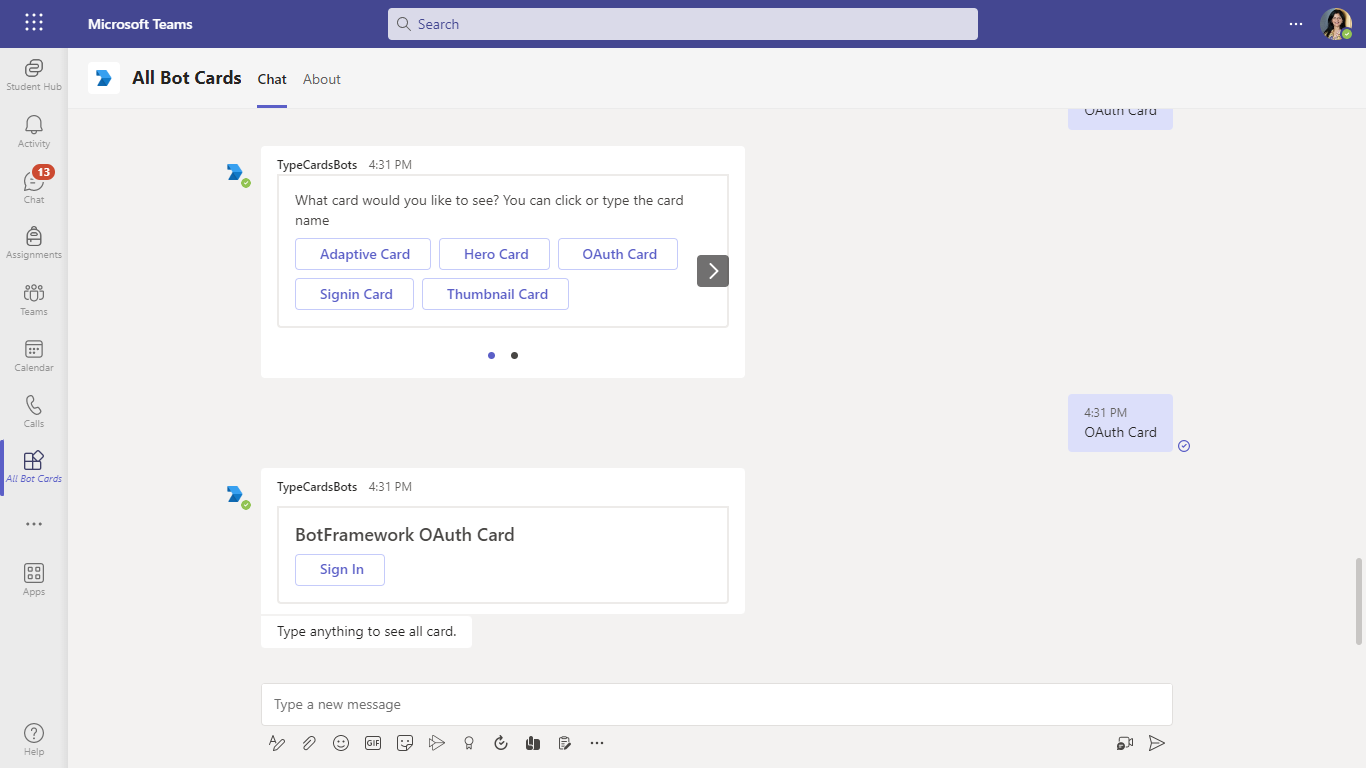 Microsoft Teams
Search
Student Hub
Activity
13
Chat
Assignments
Teams
Calendar
Calls
All Bot Cards
Apps
Help
All Bot Cards
Chat
About
OAuth Card
TypeCardsBots 4:31 PM
What card would you like to see? You can click or type the card
name
Adaptive Card
Hero Card
OAuth Card
Signin Card
Thumbnail Card
4:31 PM
OAuth Card
TypeCardsBots 4:31 PM
BotFramework OAuth Card
Sign In
Type anything to see all card.
Type a new message
GIF